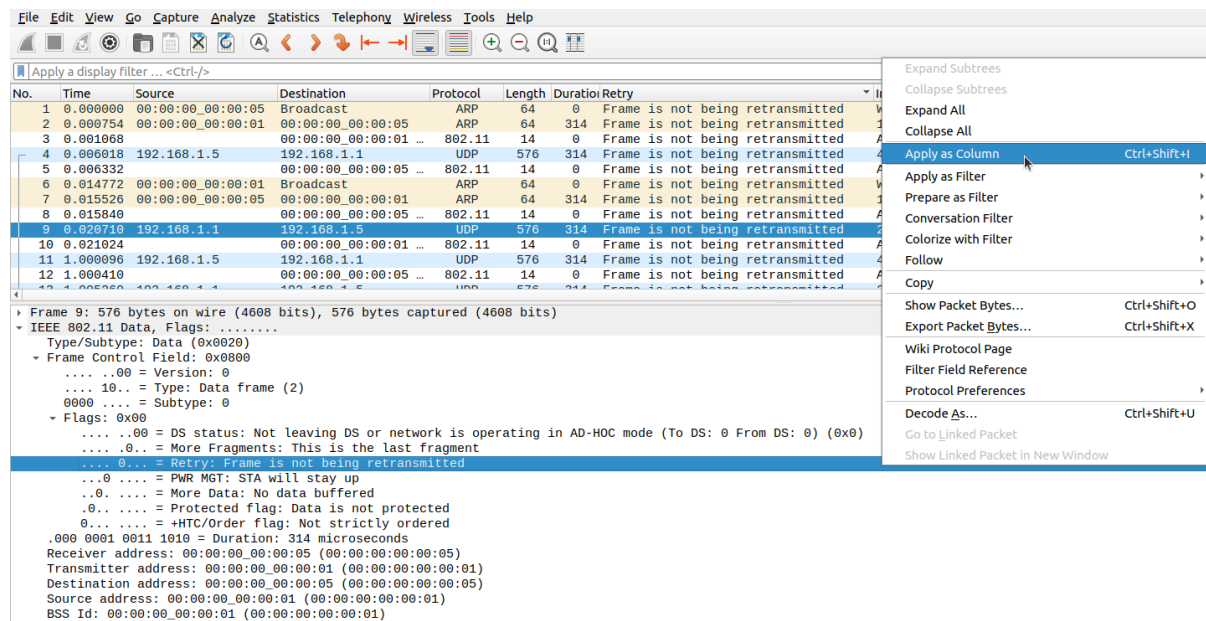 File Edit View Go Capture Analyze Statistics Telephony Wireless Tools Help
Apply a display filter ... <Ctrl-/>
No. Time Source Destination Protocol Length Duration Retry
1 0.000000 00:00:00_00:00:05 Broadcast ARP 64 0 Frame is not being retransmitted
2 0.000754 00:00:00_00:00:01 00:00:00_00:00:05 ARP 64 314 Frame is not being retransmitted
3 0.001068 00:00:00_00:00:01 … 802.11 14 0 Frame is not being retransmitted
4 0.006018 192.168.1.5 192.168.1.1 UDP 576 314 Frame is not being retransmitted
5 0.006332 00:00:00_00:00:05 … 802.11 14 0 Frame is not being retransmitted
6 0.014772 00:00:00_00:00:01 Broadcast ARP 64 0 Frame is not being retransmitted
7 0.015526 00:00:00_00:00:05 00:00:00_00:00:01 ARP 64 314 Frame is not being retransmitted
8 0.015840 00:00:00_00:00:05 … 802.11 14 0 Frame is not being retransmitted
9 0.020710 192.168.1.1 192.168.1.5 UDP 576 314 Frame is not being retransmitted
10 0.021024 00:00:00_00:00:01 … 802.11 14 0 Frame is not being retransmitted
11 1.000096 192.168.1.5 192.168.1.1 UDP 576 314 Frame is not being retransmitted
12 1.000410 00:00:00_00:00:05 … 802.11 14 0 Frame is not being retransmitted
Expand Subtrees
Collapse Subtrees
Expand All
Collapse All
Apply as Column Ctrl+Shift+I
Apply as Filter
Prepare as Filter
Conversation Filter
Colorize with Filter
Follow
Copy
Show Packet Bytes… Ctrl+Shift+O
Export Packet Bytes… Ctrl+Shift+X
Wiki Protocol Page
Filter Field Reference
Protocol Preferences
Decode As… Ctrl+Shift+U
Go to Linked Packet
Show Linked Packet in New Window
Frame 9: 576 bytes on wire (4608 bits), 576 bytes captured (4608 bits)
IEEE 802.11 Data, Flags: ........
Type/Subtype: Data (0x0020)
Frame Control Field: 0x0800
.... ..00 = Version: 0
.... 10.. = Type: Data frame (2)
0000 .... = Subtype: 0
Flags: 0x00
.... ..00 = DS status: Not leaving DS or network is operating in AD-HOC mode (To DS: 0 From DS: 0) (0x0)
.... .0.. = More Fragments: This is the last fragment
.... 0... = Retry: Frame is not being retransmitted
...0 .... = PWR MGT: STA will stay up
..0. .... = More Data: No data buffered
.0.. .... = Protected flag: Data is not protected
0... .... = +HTC/Order flag: Not strictly ordered
.000 0001 0011 1010 = Duration: 314 microseconds
Receiver address: 00:00:00_00:00:05 (00:00:00:00:00:05)
Transmitter address: 00:00:00_00:00:01 (00:00:00:00:00:01)
Destination address: 00:00:00_00:00:05 (00:00:00:00:00:05)
Source address: 00:00:00_00:00:01 (00:00:00:00:00:01)
BSS Id: 00:00:00_00:00:01 (00:00:00:00:00:01)